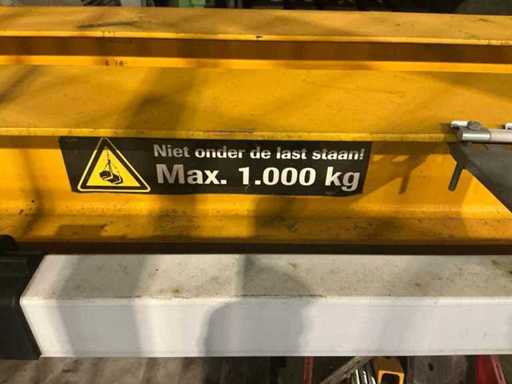 Niet onder de last staan!
Max. 1.000 kg